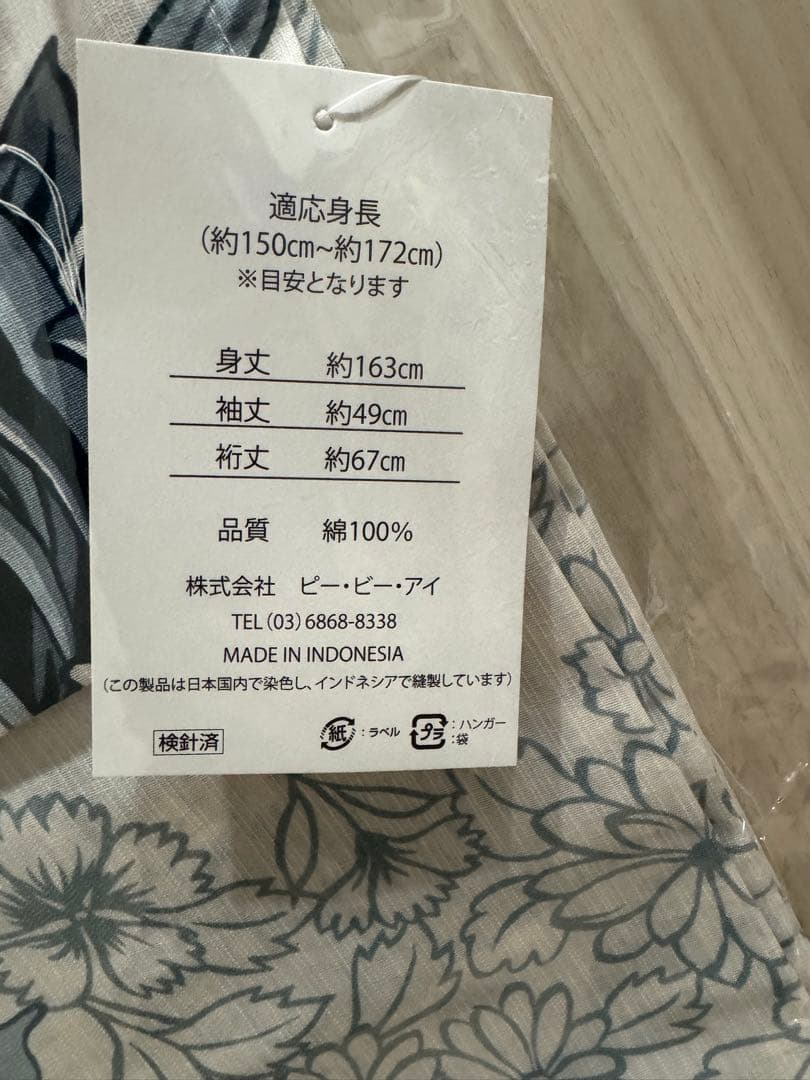 適応身長
（約150㎝~約172㎝）
※目安となります
身丈 約163㎝
袖丈 約49㎝
裄丈 約67㎝
品質 綿100%
株式会社 ピー・ビー・アイ
TEL（03）6868-8338
MADE IN INDONESIA
（この製品は日本国内で染色し、インドネシアで縫製しています）
検針済 紙：ラベル プラ：ハンガー
：袋